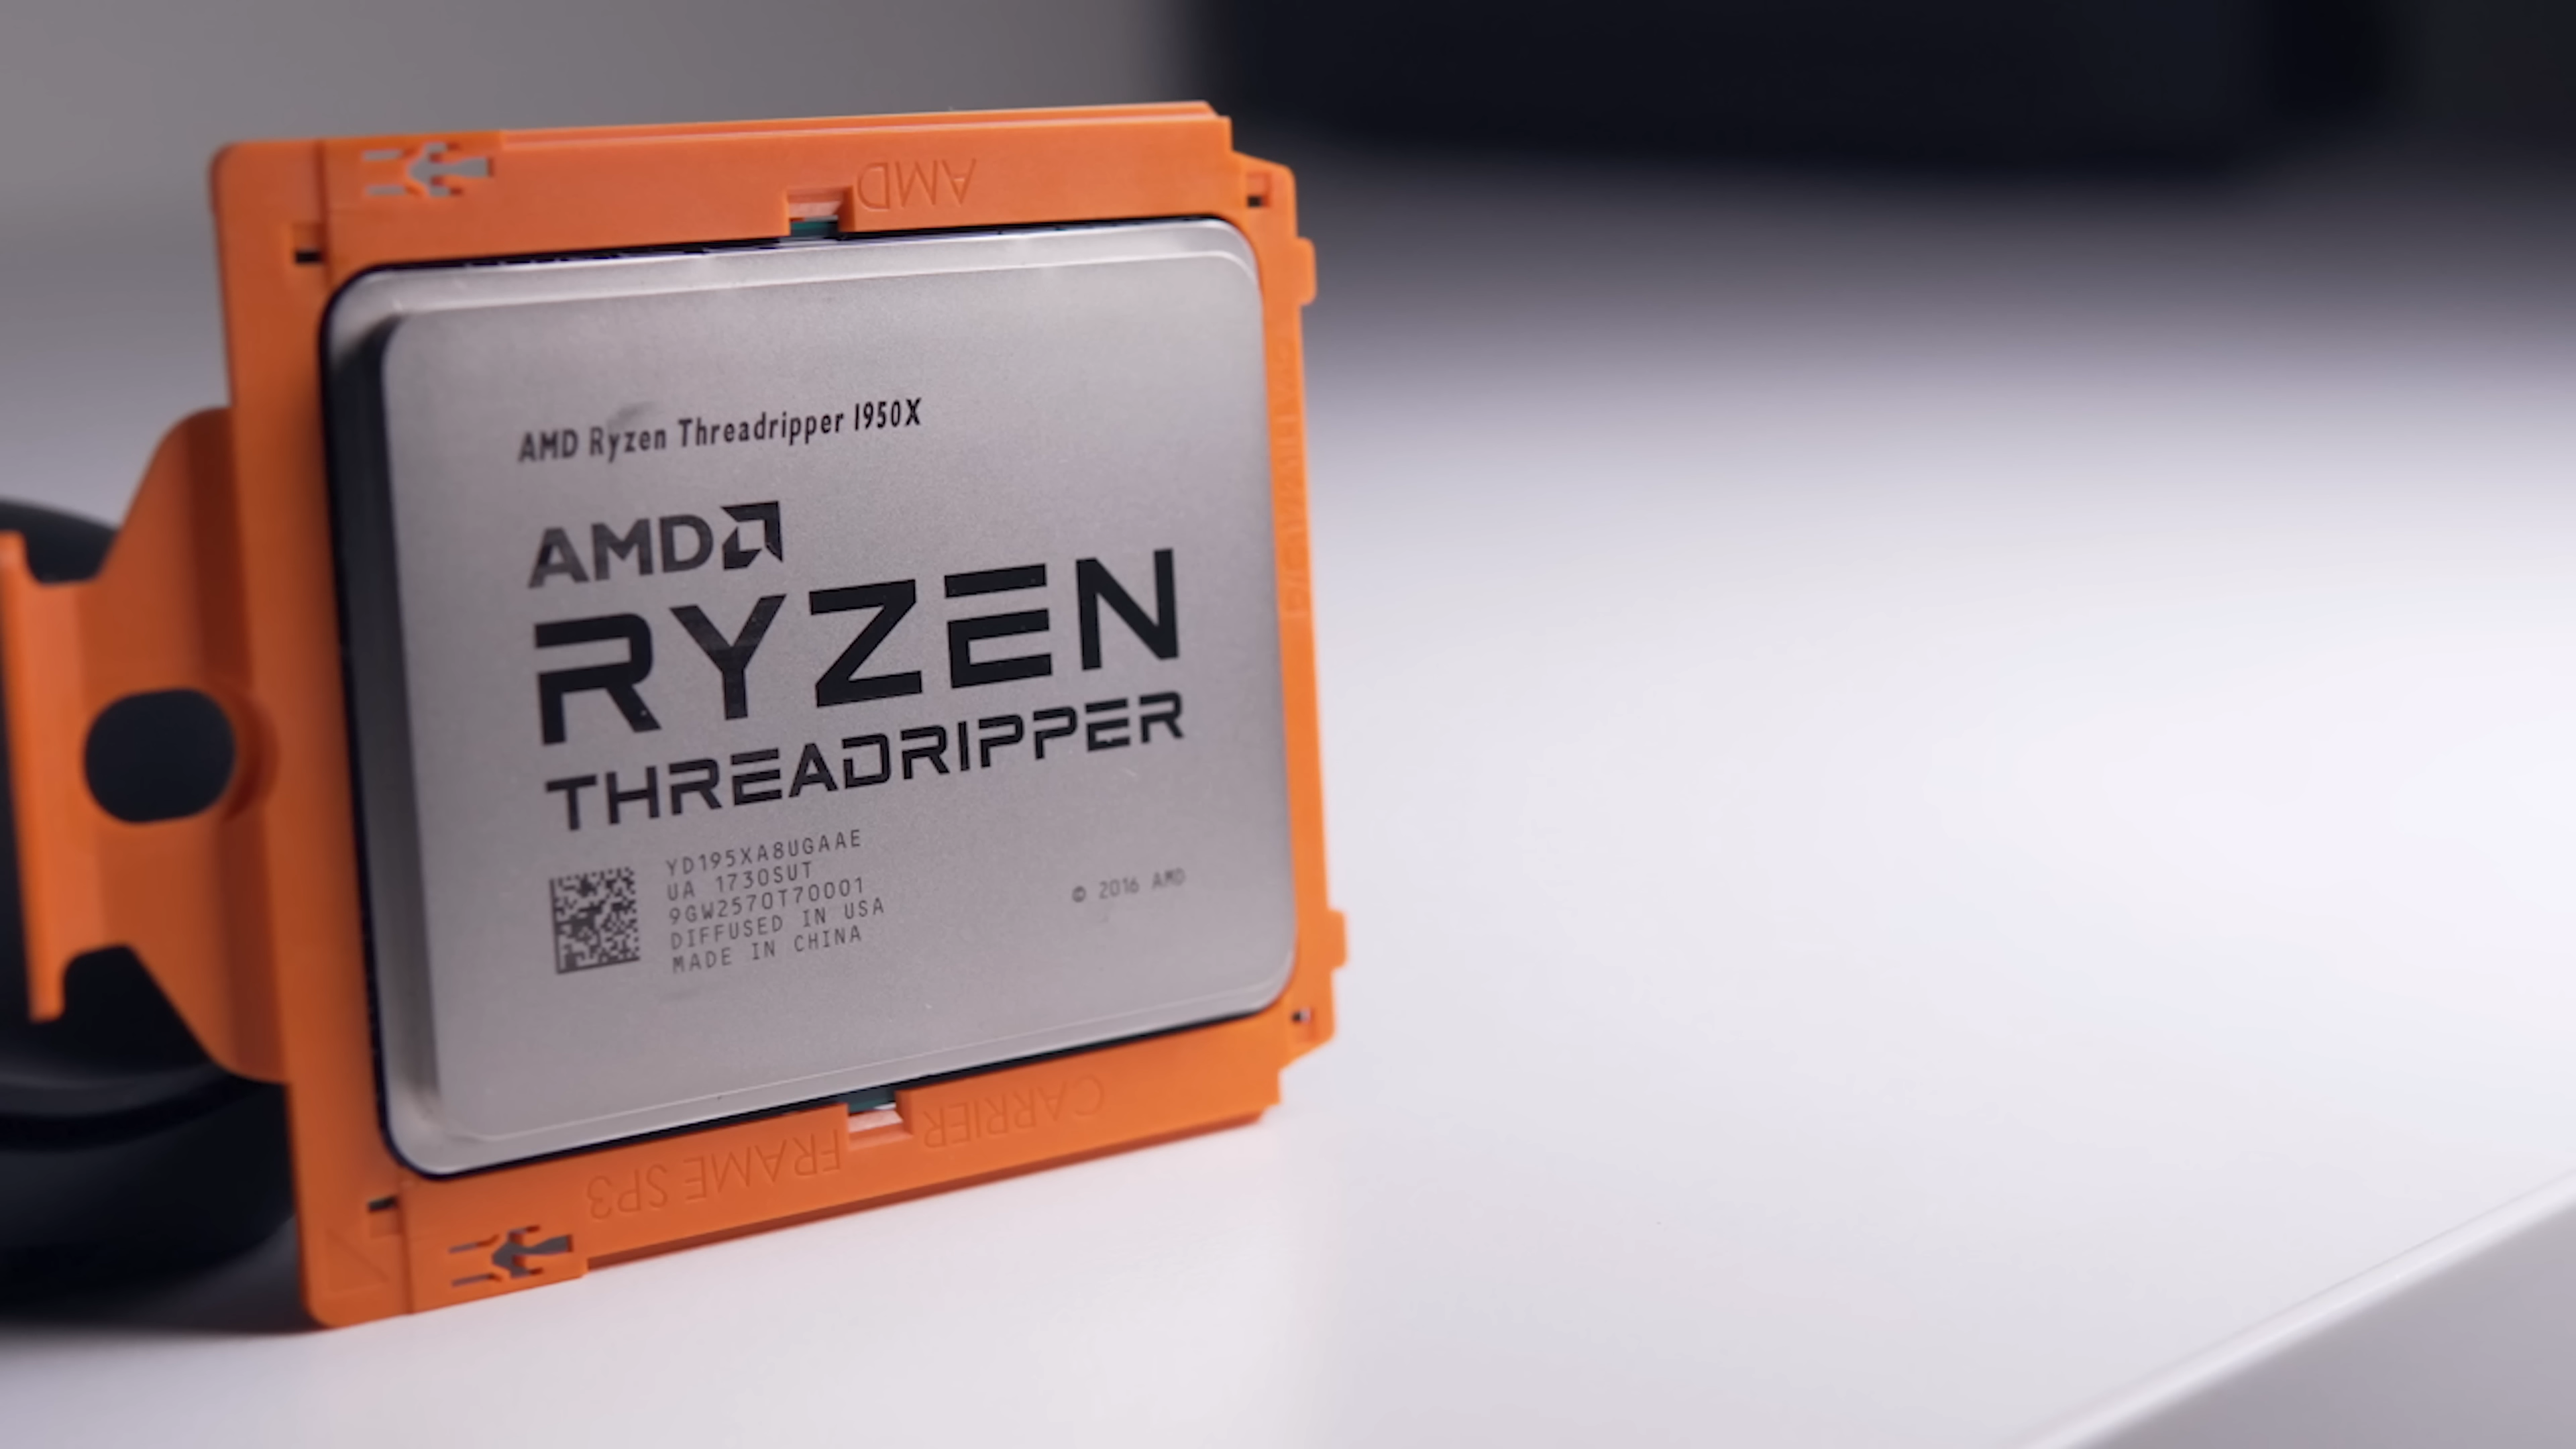 AMD
AMD Ryzen Threadripper 1950X
AMD
RYZEN
THREADRIPPER
YD195XA8UGAAE
UA 1730SUT
9GW2570T70001
DIFFUSED IN USA
MADE IN CHINA
© 2016 AMD
CARRIER FRAME SP3